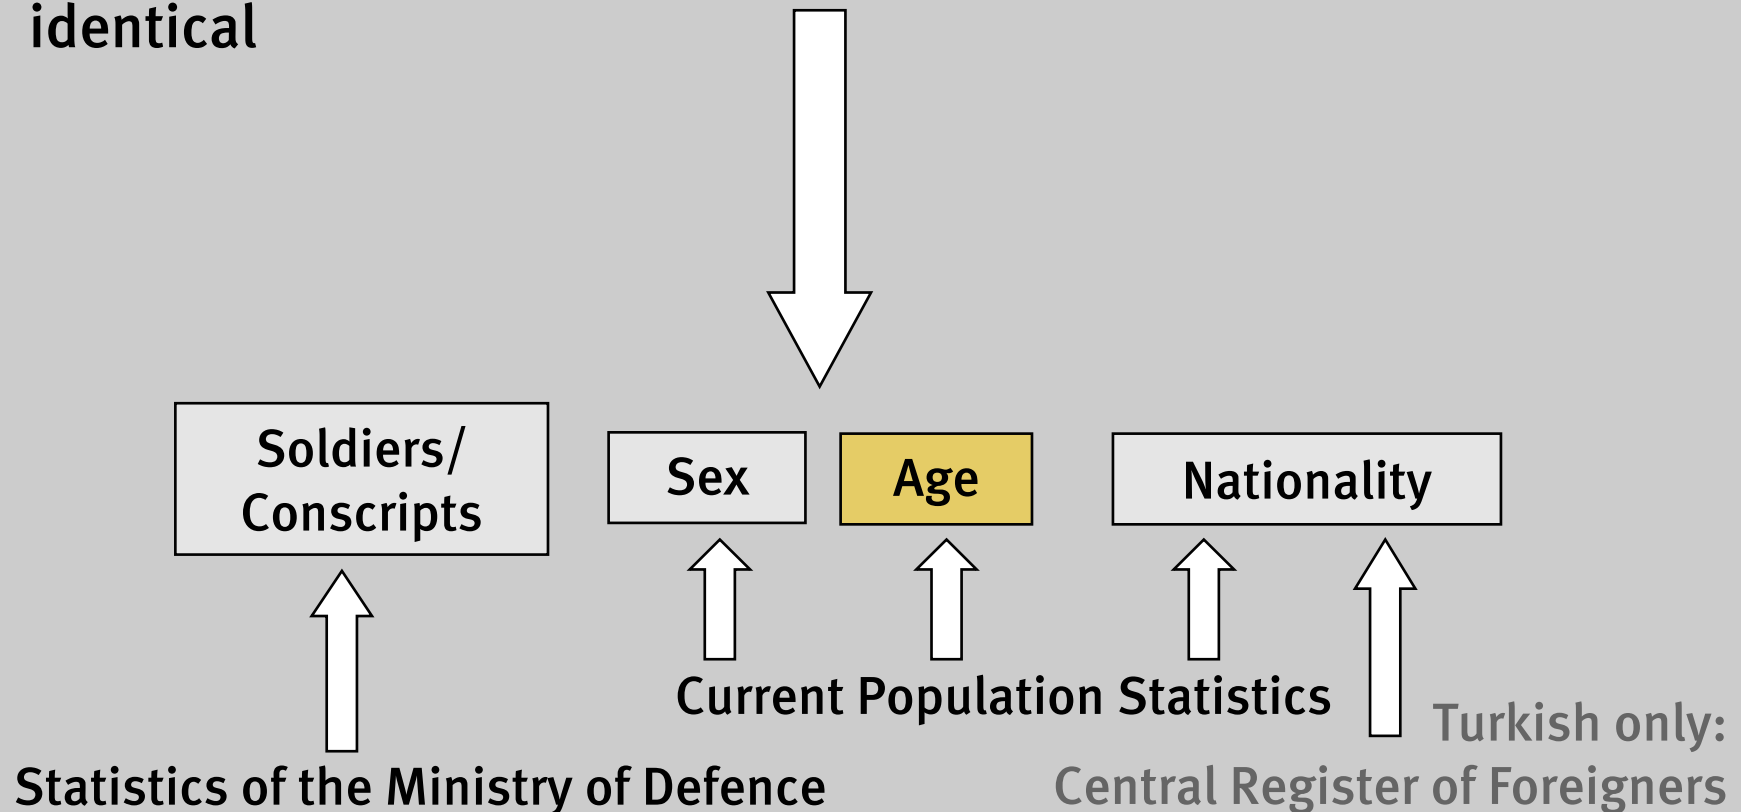 identical
Soldiers/
Conscripts
Sex
Age
Nationality
Current Population Statistics
Turkish only:
Central Register of Foreigners
Statistics of the Ministry of Defence